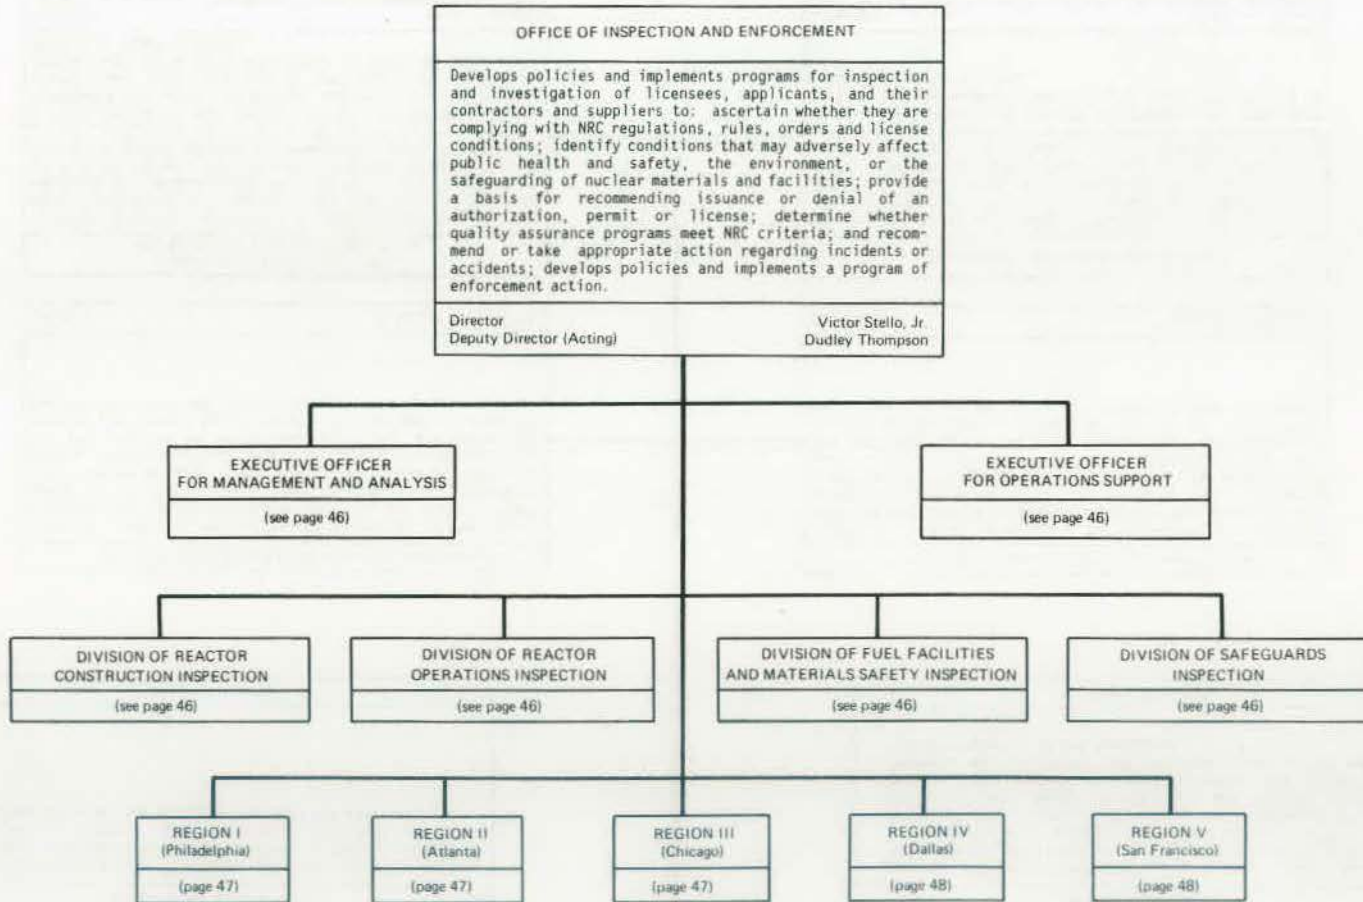 OFFICE OF INSPECTION AND ENFORCEMENT
Develops policies and implements programs for inspection
and investigation of licensees, applicants, and their
contractors and suppliers to: ascertain whether they are
complying with NRC regulations, rules, orders and license
conditions; identify conditions that may adversely affect
public health and safety, the environment, or the
safeguarding of nuclear materials and facilities; provide
a basis for recommending issuance or denial of an
authorization, permit or license; determine whether
quality assurance programs meet NRC criteria; and recom-
mend or take appropriate action regarding incidents or
accidents; develops policies and implements a program of
enforcement action.
Director Victor Stello, Jr.
Deputy Director (Acting) Dudley Thompson
EXECUTIVE OFFICER
FOR MANAGEMENT AND ANALYSIS
(see page 46)
EXECUTIVE OFFICER
FOR OPERATIONS SUPPORT
(see page 46)
DIVISION OF REACTOR
CONSTRUCTION INSPECTION
(see page 46)
DIVISION OF REACTOR
OPERATIONS INSPECTION
(see page 46)
DIVISION OF FUEL FACILITIES
AND MATERIALS SAFETY INSPECTION
(see page 46)
DIVISION OF SAFEGUARDS
INSPECTION
(see page 46)
REGION I
(Philadelphia)
(page 47)
REGION II
(Atlanta)
(page 47)
REGION III
(Chicago)
(page 47)
REGION IV
(Dallas)
(page 48)
REGION V
(San Francisco)
(page 48)